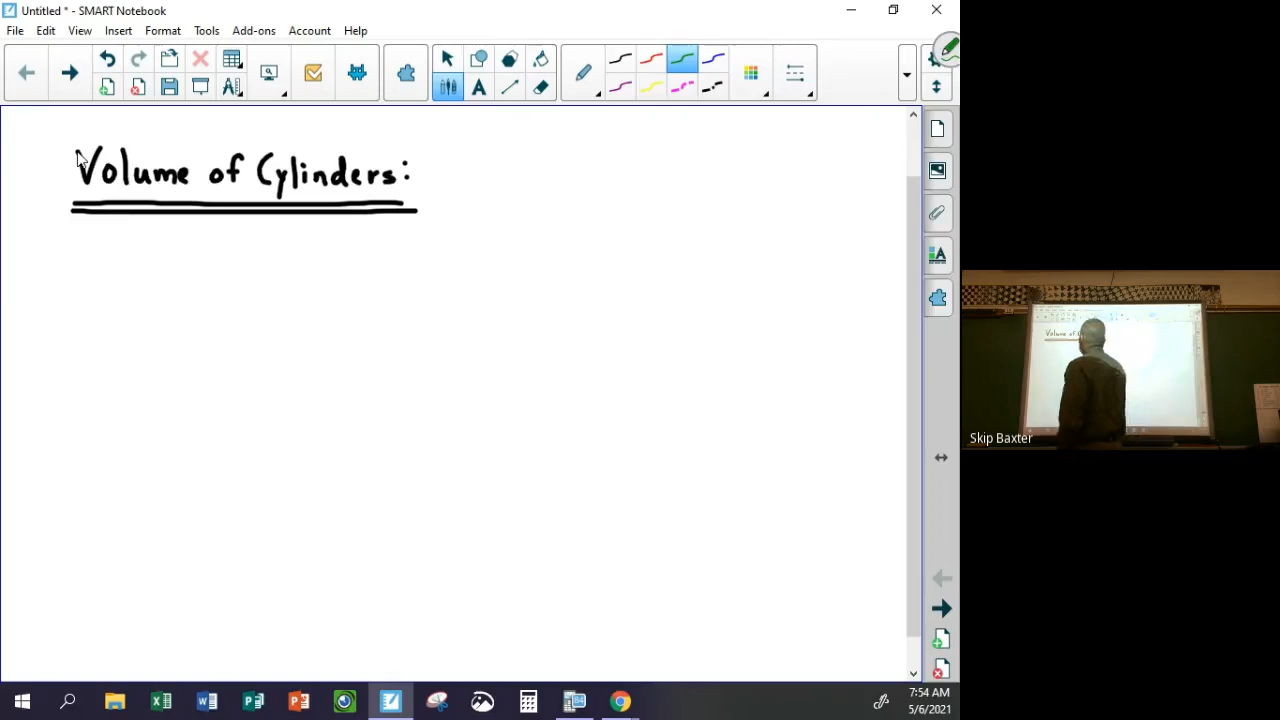 Untitled * - SMART Notebook
File Edit View Insert Format Tools Add-ons Account Help
Volume of Cylinders:
Skip Baxter
7:54 AM
5/6/2021